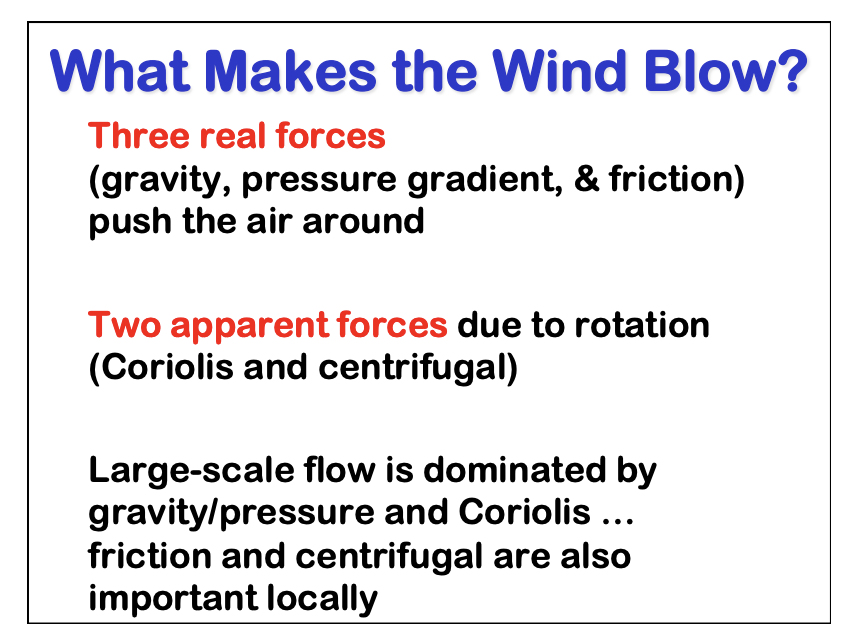 What Makes the Wind Blow?
Three real forces
(gravity, pressure gradient, & friction)
push the air around
Two apparent forces due to rotation
(Coriolis and centrifugal)
Large-scale flow is dominated by
gravity/pressure and Coriolis …
friction and centrifugal are also
important locally